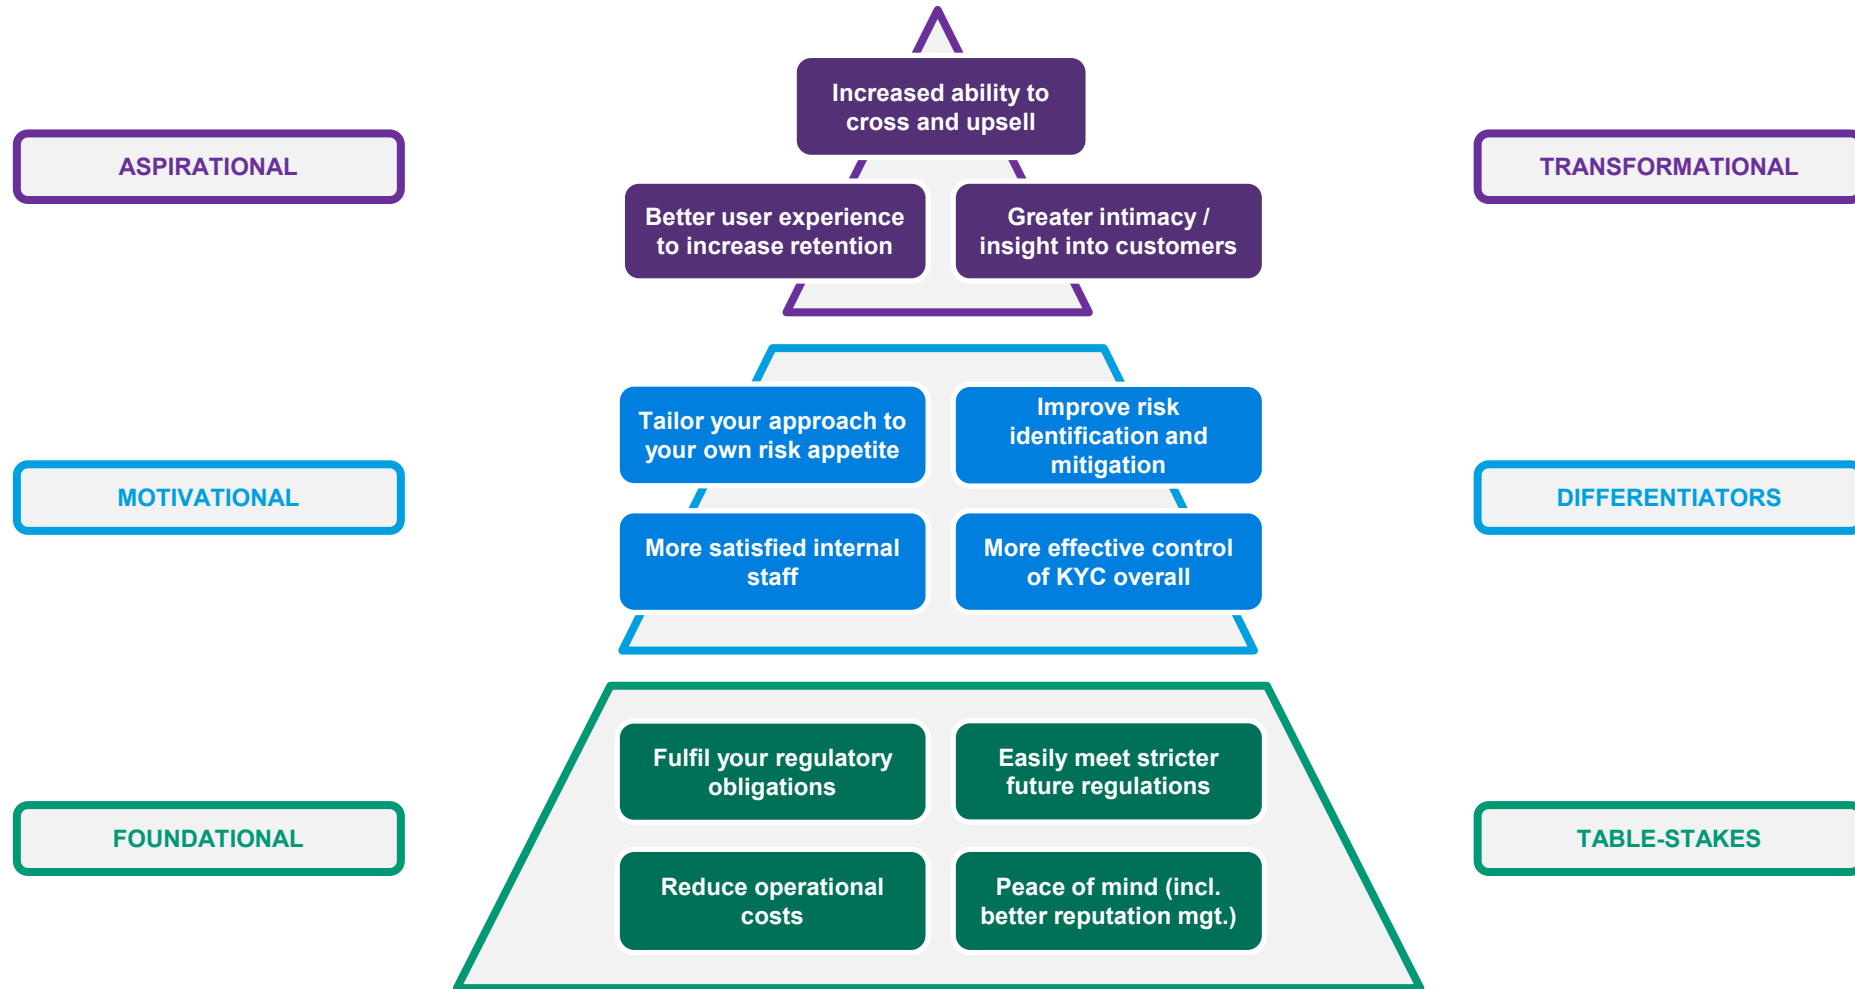 Increased ability to
cross and upsell
ASPIRATIONAL
TRANSFORMATIONAL
Better user experience
to increase retention
Greater intimacy /
insight into customers
Tailor your approach to
your own risk appetite
Improve risk
identification and
mitigation
MOTIVATIONAL
DIFFERENTIATORS
More satisfied internal
staff
More effective control
of KYC overall
Fulfil your regulatory
obligations
Easily meet stricter
future regulations
FOUNDATIONAL
TABLE-STAKES
Reduce operational
costs
Peace of mind (incl.
better reputation mgt.)